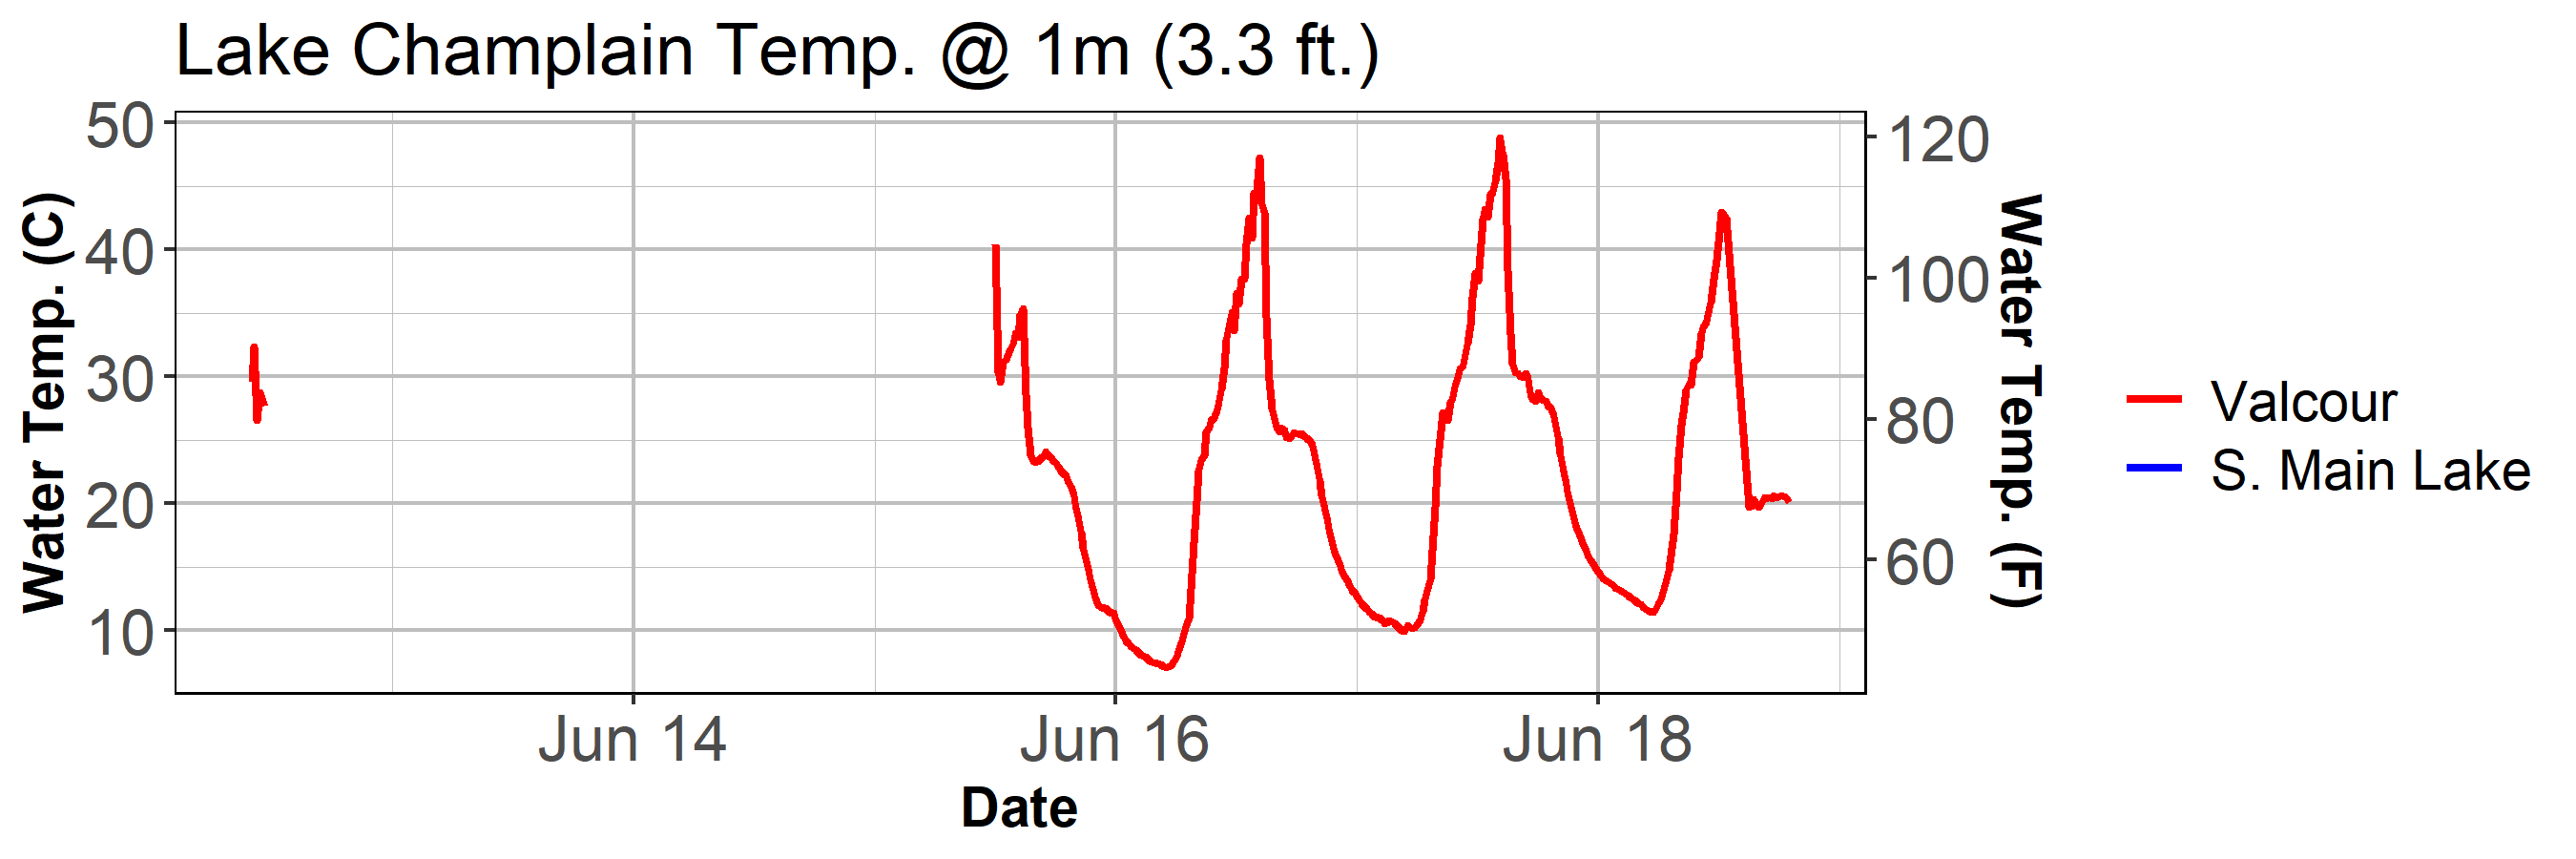 Lake Champlain Temp. @ 1m (3.3 ft.)
50
40
30
20
10
Water Temp. (C)
120
100
80
60
Water Temp. (F)
Jun 14
Jun 16
Jun 18
Date
Valcour
S. Main Lake